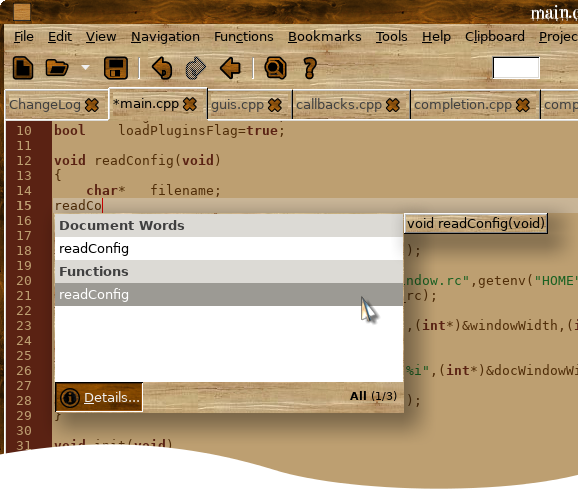 main.c
File Edit View Navigation Functions Bookmarks Tools Help Clipboard Projec
ChangeLog *main.cpp guis.cpp callbacks.cpp completion.cpp comp
10 bool loadPluginsFlag=true;
11
12 void readConfig(void)
13 {
14 char* filename;
15 readCo
16
17
18 );
19
20 ndow.rc",getenv("HOME"
21 rc);
22
23 ,(int*)&windowWidth,(i
24
25
26 %i",(int*)&docWindowWi
27
28 );
29 }
30
31 void init(void)
Document Words
readConfig
Functions
readConfig
void readConfig(void)
Details... All (1/3)